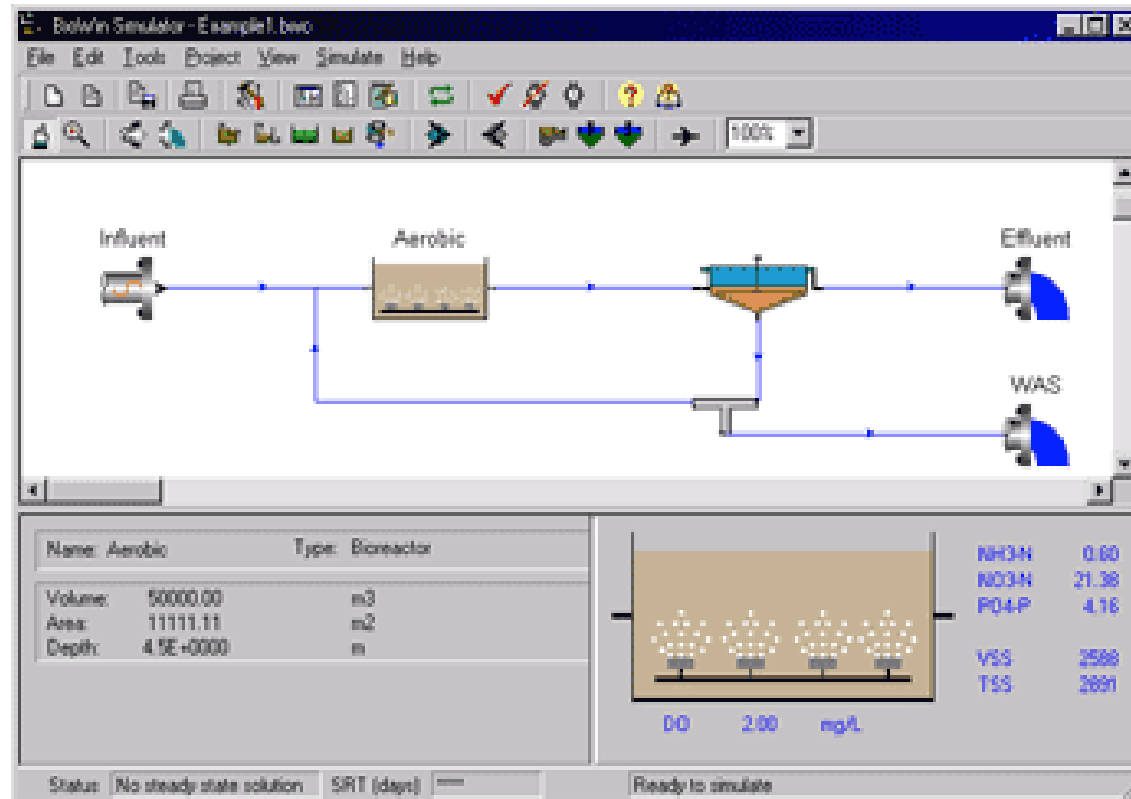 BioWin Simulator - Example1.bwc
File Edit Tools Project View Simulate Help
100%
Influent
Aerobic
Effluent
WAS
Name: Aerobic Type: Bioreactor
Volume: 50000.00 m3
Area: 11111.11 m2
Depth: 4.5E+0000 m
NH3-N 0.60
NO3-N 21.38
PO4-P 4.16
VSS 2588
TSS 2891
DO 2.00 mg/L
Status: No steady state solution SRT (days) ---- Ready to simulate